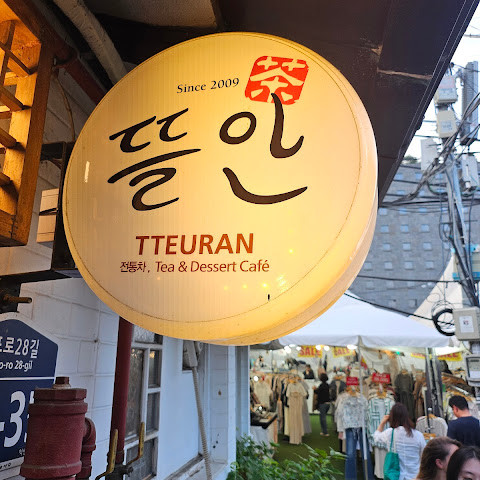 Since 2009
茶
뜰안
TTEURAN
전통차, Tea & Dessert Café
로28길
o-ro 28-gil
SALE